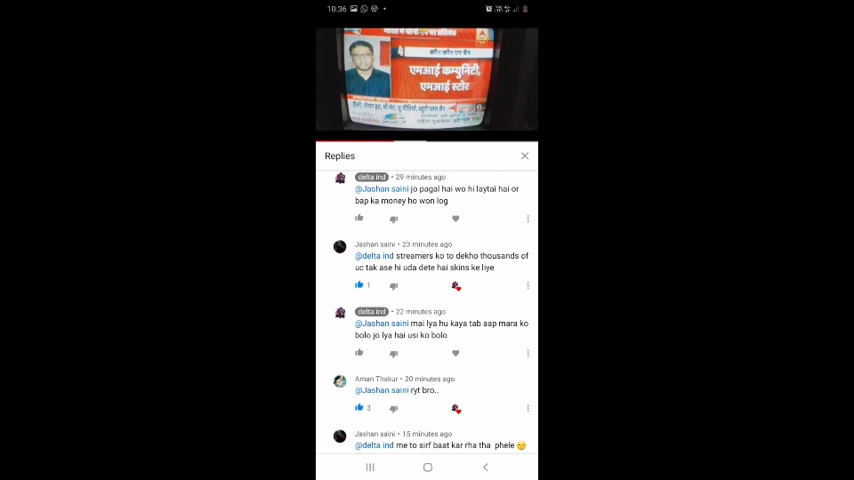 10:36
4
कौन कौन एप बैन
एमआई कम्युनिटी,
एमआई स्टोर
Replies
delta ind • 29 minutes ago
@Jashan saini jo pagal hai wo hi laytai hai or
bap ka money ho won log
Jashan saini • 23 minutes ago
@delta ind streamers ko to dekho thousands of
uc tak ase hi uda dete hai skins ke liye
1
delta ind • 22 minutes ago
@Jashan saini mai lya hu kaya tab aap mara ko
bolo jo lya hai usi ko bolo
Aman Thakur • 20 minutes ago
@Jashan saini ryt bro..
3
Jashan saini • 15 minutes ago
@delta ind me to sirf baat kar rha tha phele 😊